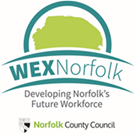 WEXNorfolk
Developing Norfolk's
Future Workforce
Norfolk County Council